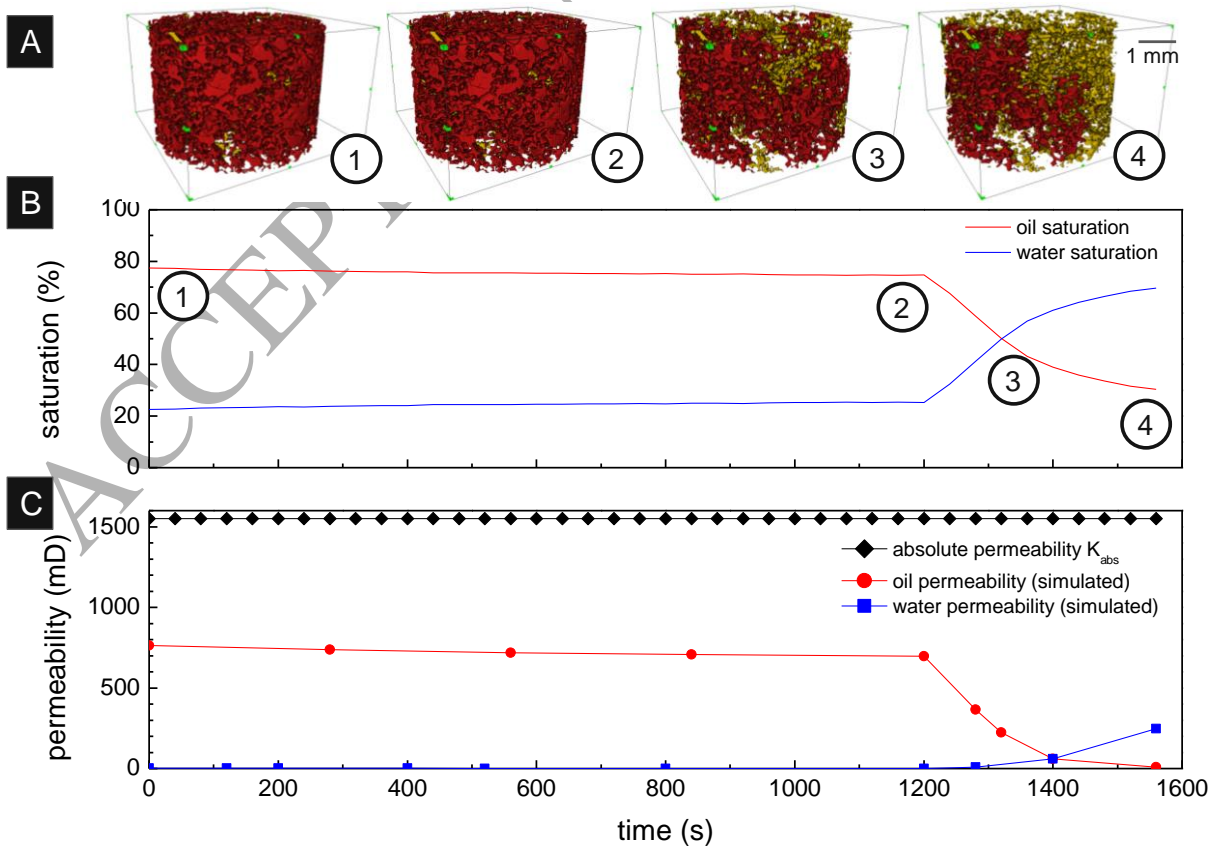 A
1
2
3
4
1 mm
B
saturation (%)
100
80
60
40
20
0
oil saturation
water saturation
1
2
3
4
ACCEPT
C
permeability (mD)
1500
1000
500
0
absolute permeability K_abs
oil permeability (simulated)
water permeability (simulated)
0 200 400 600 800 1000 1200 1400 1600
time (s)